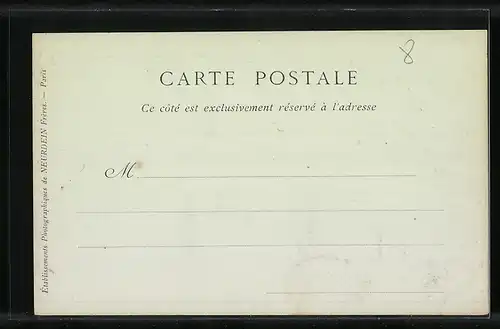 8
CARTE POSTALE
Ce côté est exclusivement réservé à l'adresse
M
Établissements Photographiques de NEURDEIN Frères. — Paris